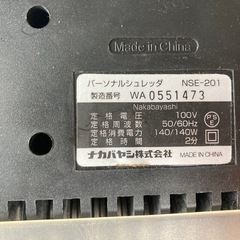 Made in China
パーソナルシュレッダ NSE-201
製造番号 WA 0551473
Nakabayashi
定格電圧 100V
定格周波数 50/60Hz
定格消費電力 140/140W
定格時間 2分
PSE
ナカバヤシ株式会社
MADE IN CHINA